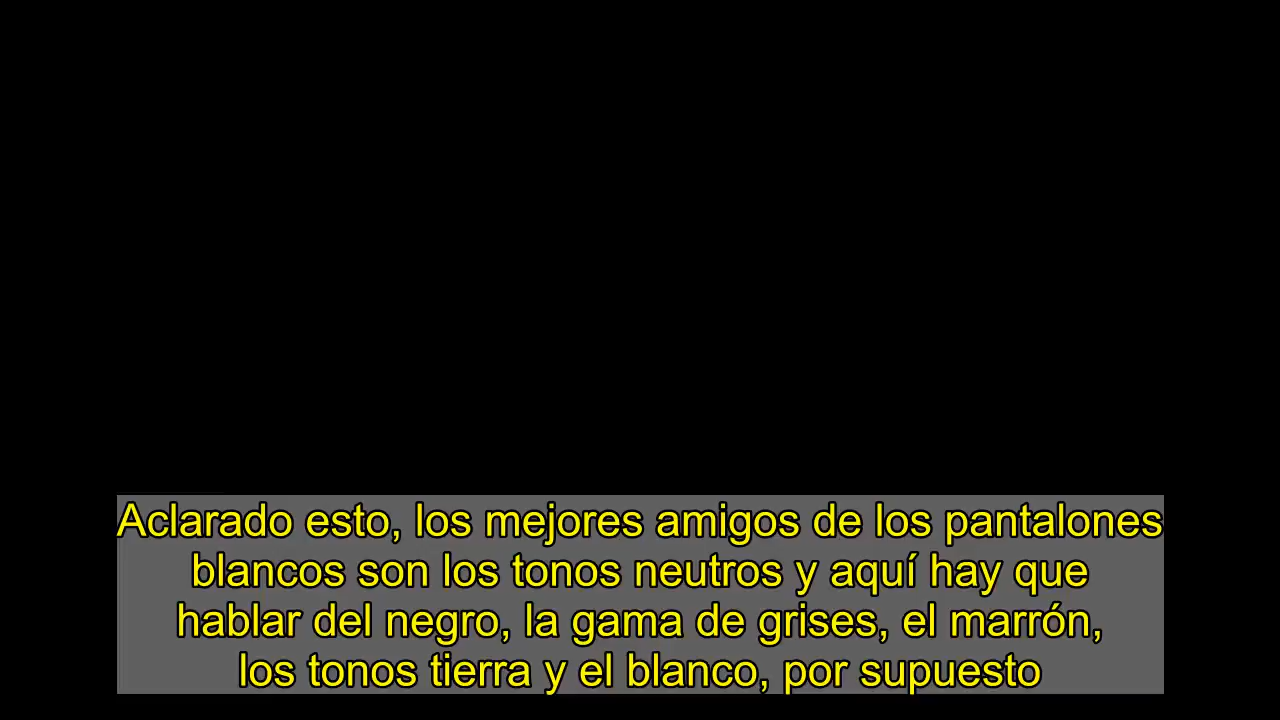 Aclarado esto, los mejores amigos de los pantalones
blancos son los tonos neutros y aquí hay que
hablar del negro, la gama de grises, el marrón,
los tonos tierra y el blanco, por supuesto